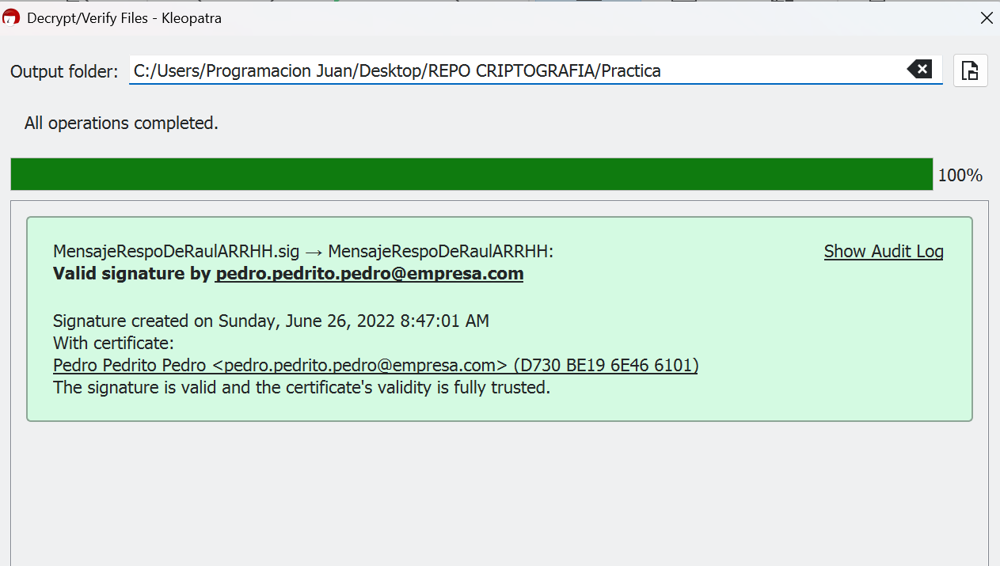 Decrypt/Verify Files - Kleopatra
Output folder: C:/Users/Programacion Juan/Desktop/REPO CRIPTOGRAFIA/Practica
All operations completed.
100%
MensajeRespoDeRaulARRHH.sig → MensajeRespoDeRaulARRHH: Show Audit Log
Valid signature by pedro.pedrito.pedro@empresa.com
Signature created on Sunday, June 26, 2022 8:47:01 AM
With certificate:
Pedro Pedrito Pedro <pedro.pedrito.pedro@empresa.com> (D730 BE19 6E46 6101)
The signature is valid and the certificate's validity is fully trusted.